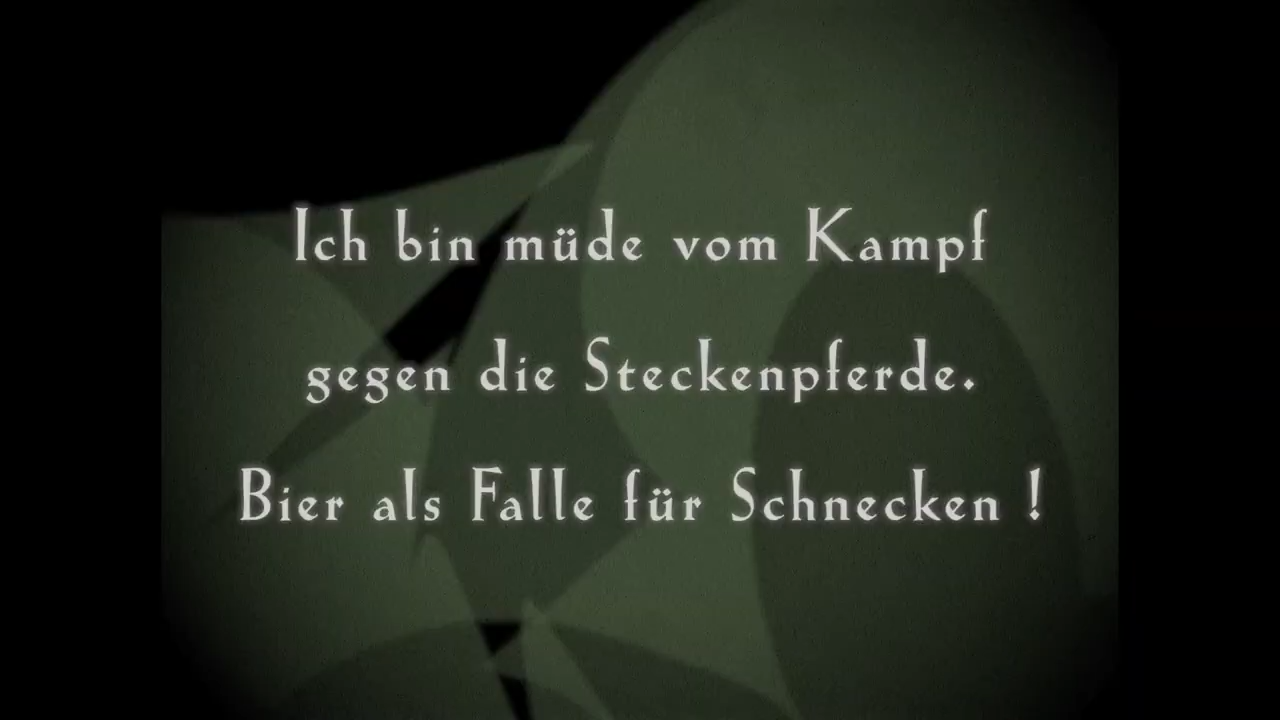 Ich bin müde vom Kampf
gegen die Steckenpferde.
Bier als Falle für Schnecken !